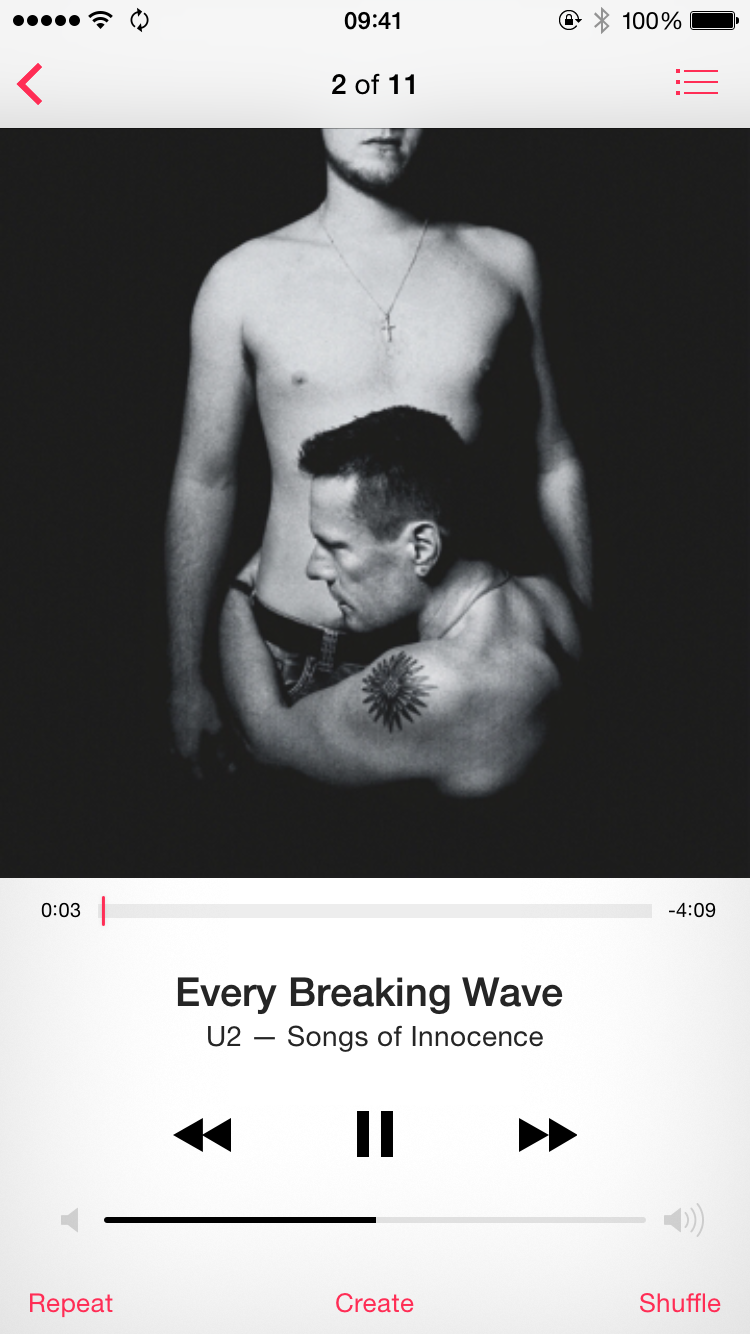 09:41 100%
2 of 11
0:03 -4:09
Every Breaking Wave
U2 — Songs of Innocence
Repeat Create Shuffle